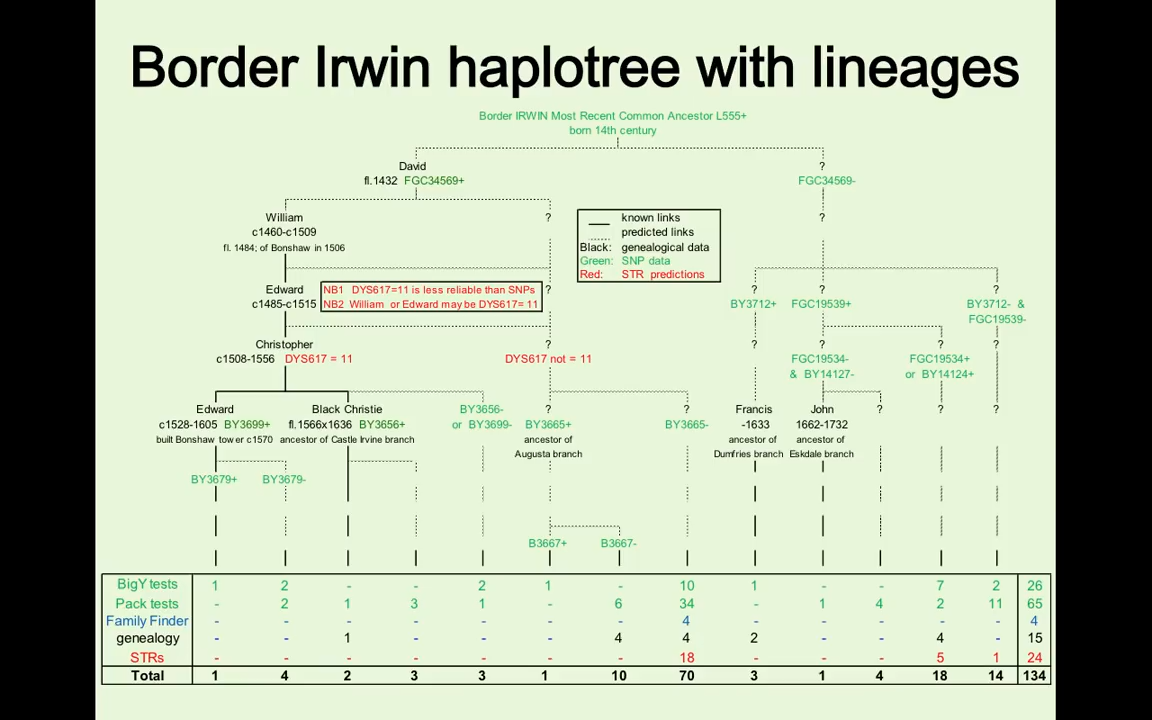 Border Irwin haplotree with lineages
Border IRWIN Most Recent Common Ancestor L555+
born 14th century
David ?
fl.1432 FGC34569+ FGC34569-
William ? ?
c1460-c1509
fl. 1484; of Bonshaw in 1506
known links
predicted links
Black: genealogical data
Green: SNP data
Red: STR predictions
Edward ? ? ? ?
c1485-c1515
NB1 DYS617=11 is less reliable than SNPs
NB2 William or Edward may be DYS617= 11
BY3712+ FGC19539+ BY3712- &
FGC19539-
Christopher ? ? ? ? ?
c1508-1556 DYS617 = 11 DYS617 not = 11 FGC19534- FGC19534+
& BY14127- or BY14124+
Edward Black Christie BY3656- ? ? Francis John ? ? ?
c1528-1605 BY3699+ fl.1566x1636 BY3656+ or BY3699- BY3665+ BY3665- -1633 1662-1732
built Bonshaw tower c1570 ancestor of Castle Irvine branch ancestor of ancestor of ancestor of
Augusta branch Dumfries branch Eskdale branch
BY3679+ BY3679-
B3667+ B3667-
BigY tests 1 2 - - 2 1 - 10 1 - - 7 2 26
Pack tests - 2 1 3 1 - 6 34 - 1 4 2 11 65
Family Finder - - - - - - - 4 - - - - - 4
genealogy - - 1 - - - 4 4 2 - - 4 - 15
STRs - - - - - - - 18 - - - 5 1 24
Total 1 4 2 3 3 1 10 70 3 1 4 18 14 134